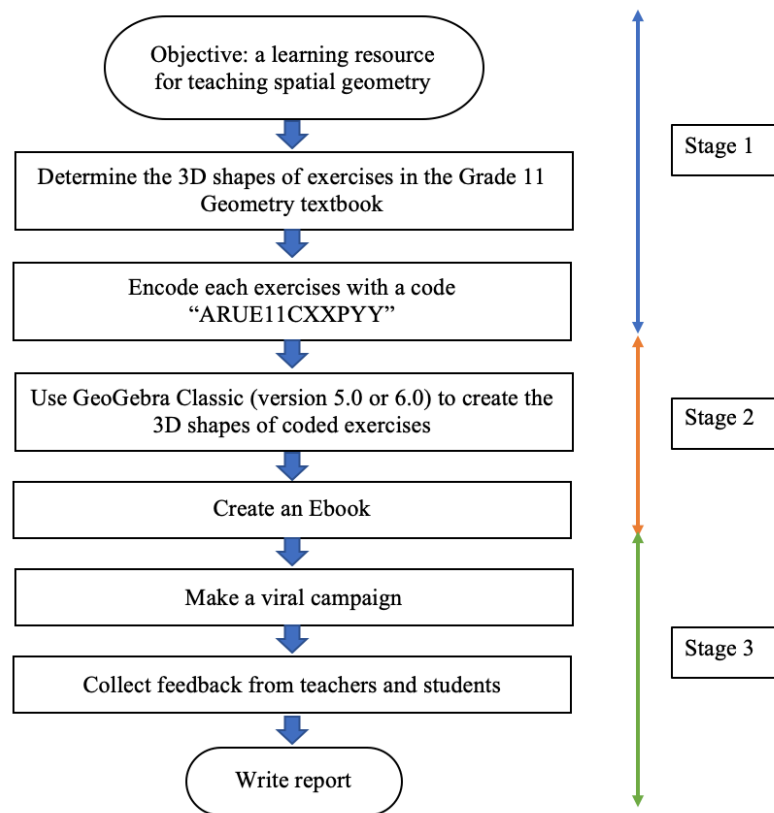 Objective: a learning resource
for teaching spatial geometry
Stage 1
Determine the 3D shapes of exercises in the Grade 11
Geometry textbook
Encode each exercises with a code
“ARUE11CXXPYY”
Use GeoGebra Classic (version 5.0 or 6.0) to create the
3D shapes of coded exercises
Stage 2
Create an Ebook
Make a viral campaign
Stage 3
Collect feedback from teachers and students
Write report